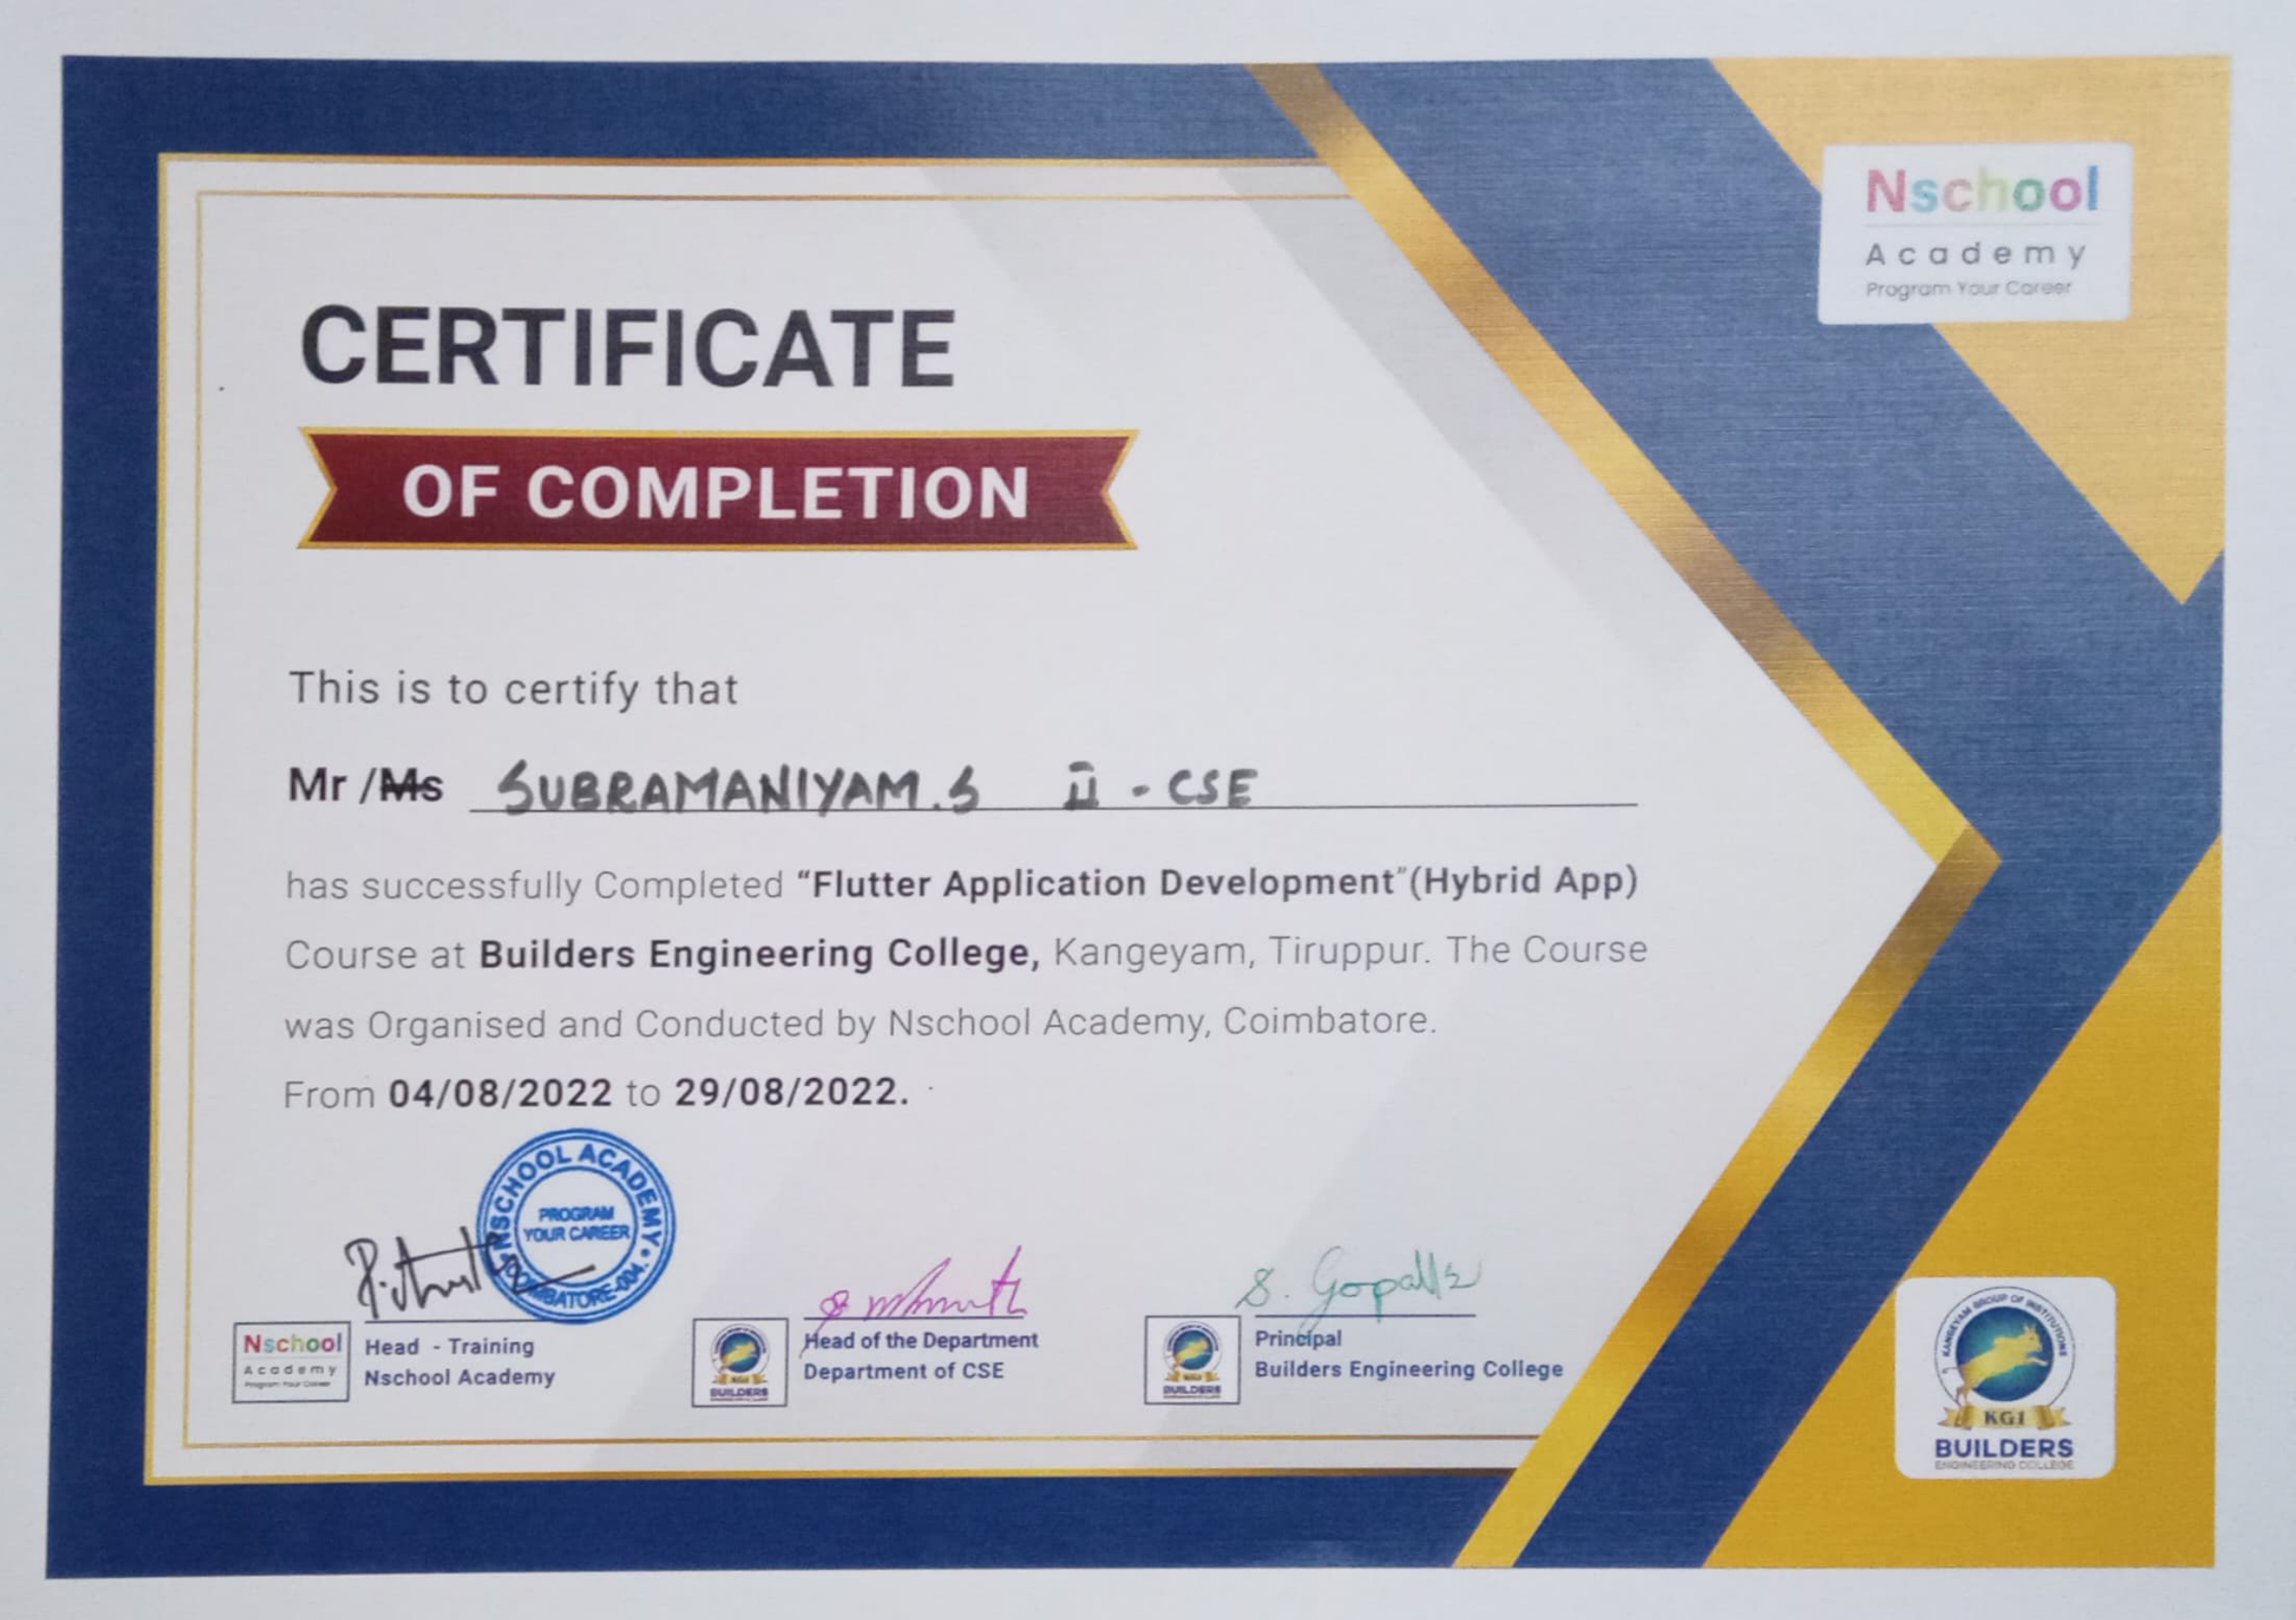 Nschool
Academy
Program Your Career
CERTIFICATE
OF COMPLETION
This is to certify that
Mr /Ms SUBRAMANIYAM.S II - CSE
has successfully Completed “Flutter Application Development”(Hybrid App)
Course at Builders Engineering College, Kangeyam, Tiruppur. The Course
was Organised and Conducted by Nschool Academy, Coimbatore.
From 04/08/2022 to 29/08/2022.
NSCHOOL ACADEMY
PROGRAM
YOUR CAREER
COIMBATORE-004.
S. Gopall
Nschool
Academy
Program Your Career
Head - Training
Nschool Academy
BUILDERS
Head of the Department
Department of CSE
BUILDERS
Principal
Builders Engineering College
KANGEYAM GROUP OF INSTITUTIONS
KGI
BUILDERS
ENGINEERING COLLEGE